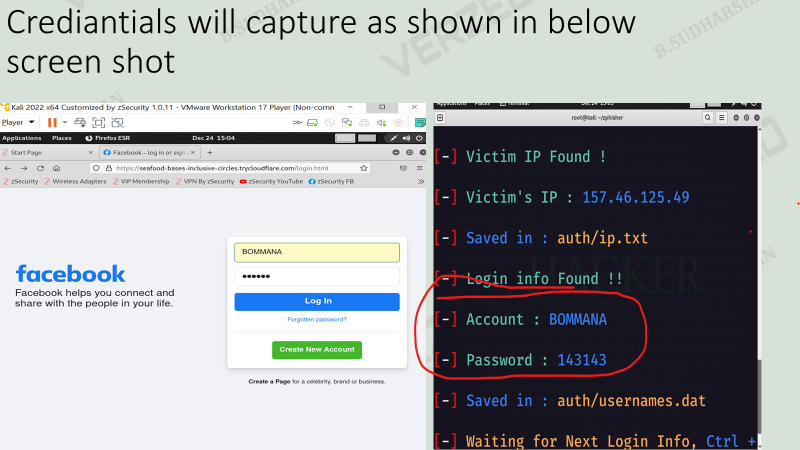 Crediantials will capture as shown in below
screen shot
Kali 2022 x64 Customized by zSecurity 1.0.11 - VMware Workstation 17 Player (Non-comn
Player
Applications Places Firefox ESR Dec 24 15:04
Start Page
Facebook – log in or sign
https://seafood-bases-inclusive-circles.trycloudflare.com/login.html
zSecurity Wireless Adapters VIP Membership VPN By zSecurity zSecurity YouTube zSecurity FB
facebook
Facebook helps you connect and
share with the people in your life.
BOMMANA
••••••
Log In
Forgotten password?
Create New Account
Create a Page for a celebrity, brand or business.
root@kali: ~/zphisher
[-] Victim IP Found !
[-] Victim's IP : 157.46.125.49
[-] Saved in : auth/ip.txt
[-] Login info Found !!
[-] Account : BOMMANA
[-] Password : 143143
[-] Saved in : auth/usernames.dat
[-] Waiting for Next Login Info, Ctrl +
HACKER
B.SUDHARSHAN
B.SUDHARSHAN